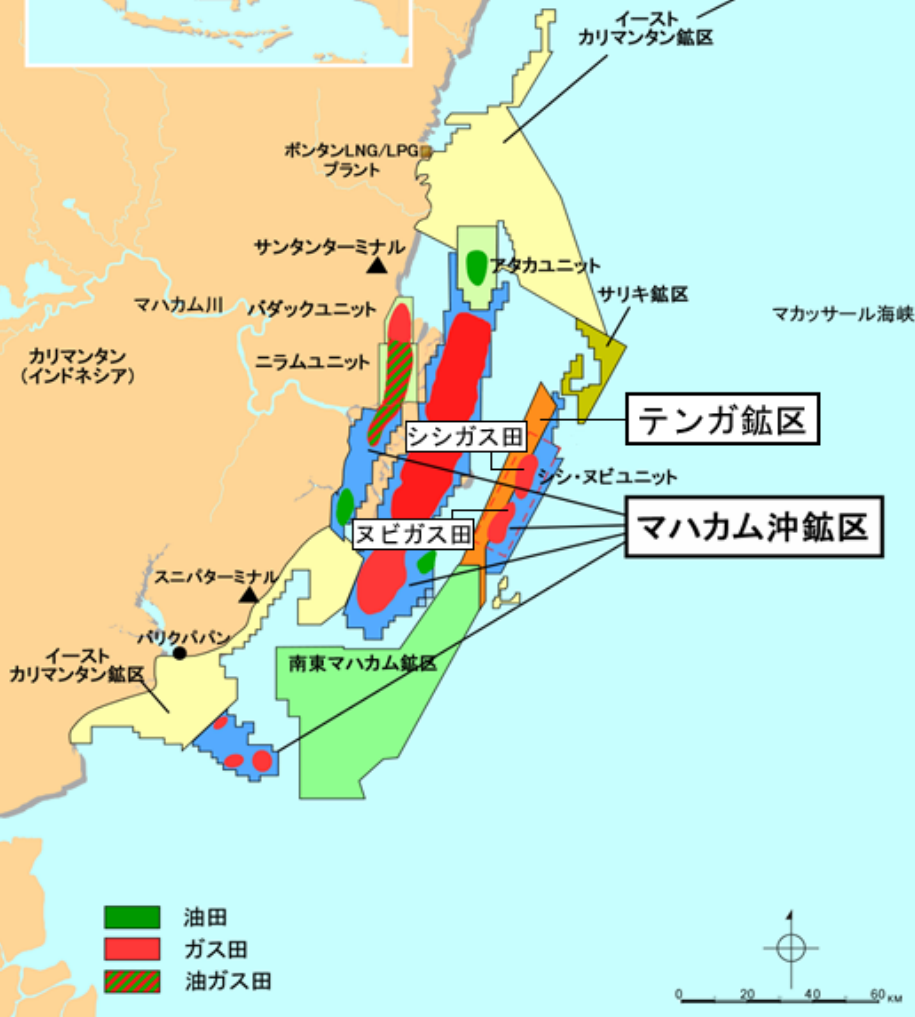 イースト
カリマンタン鉱区
ボンタンLNG/LPG
プラント
サンタンターミナル
アタカユニット
サリキ鉱区
マハカム川
バダックユニット
マカッサール海峡
カリマンタン
（インドネシア）
ニラムユニット
テンガ鉱区
シシガス田
シシ・ヌビユニット
マハカム沖鉱区
ヌビガス田
スニパターミナル
バリクパパン
イースト
カリマンタン鉱区
南東マハカム鉱区
油田
ガス田
油ガス田
0 20 40 60 KM